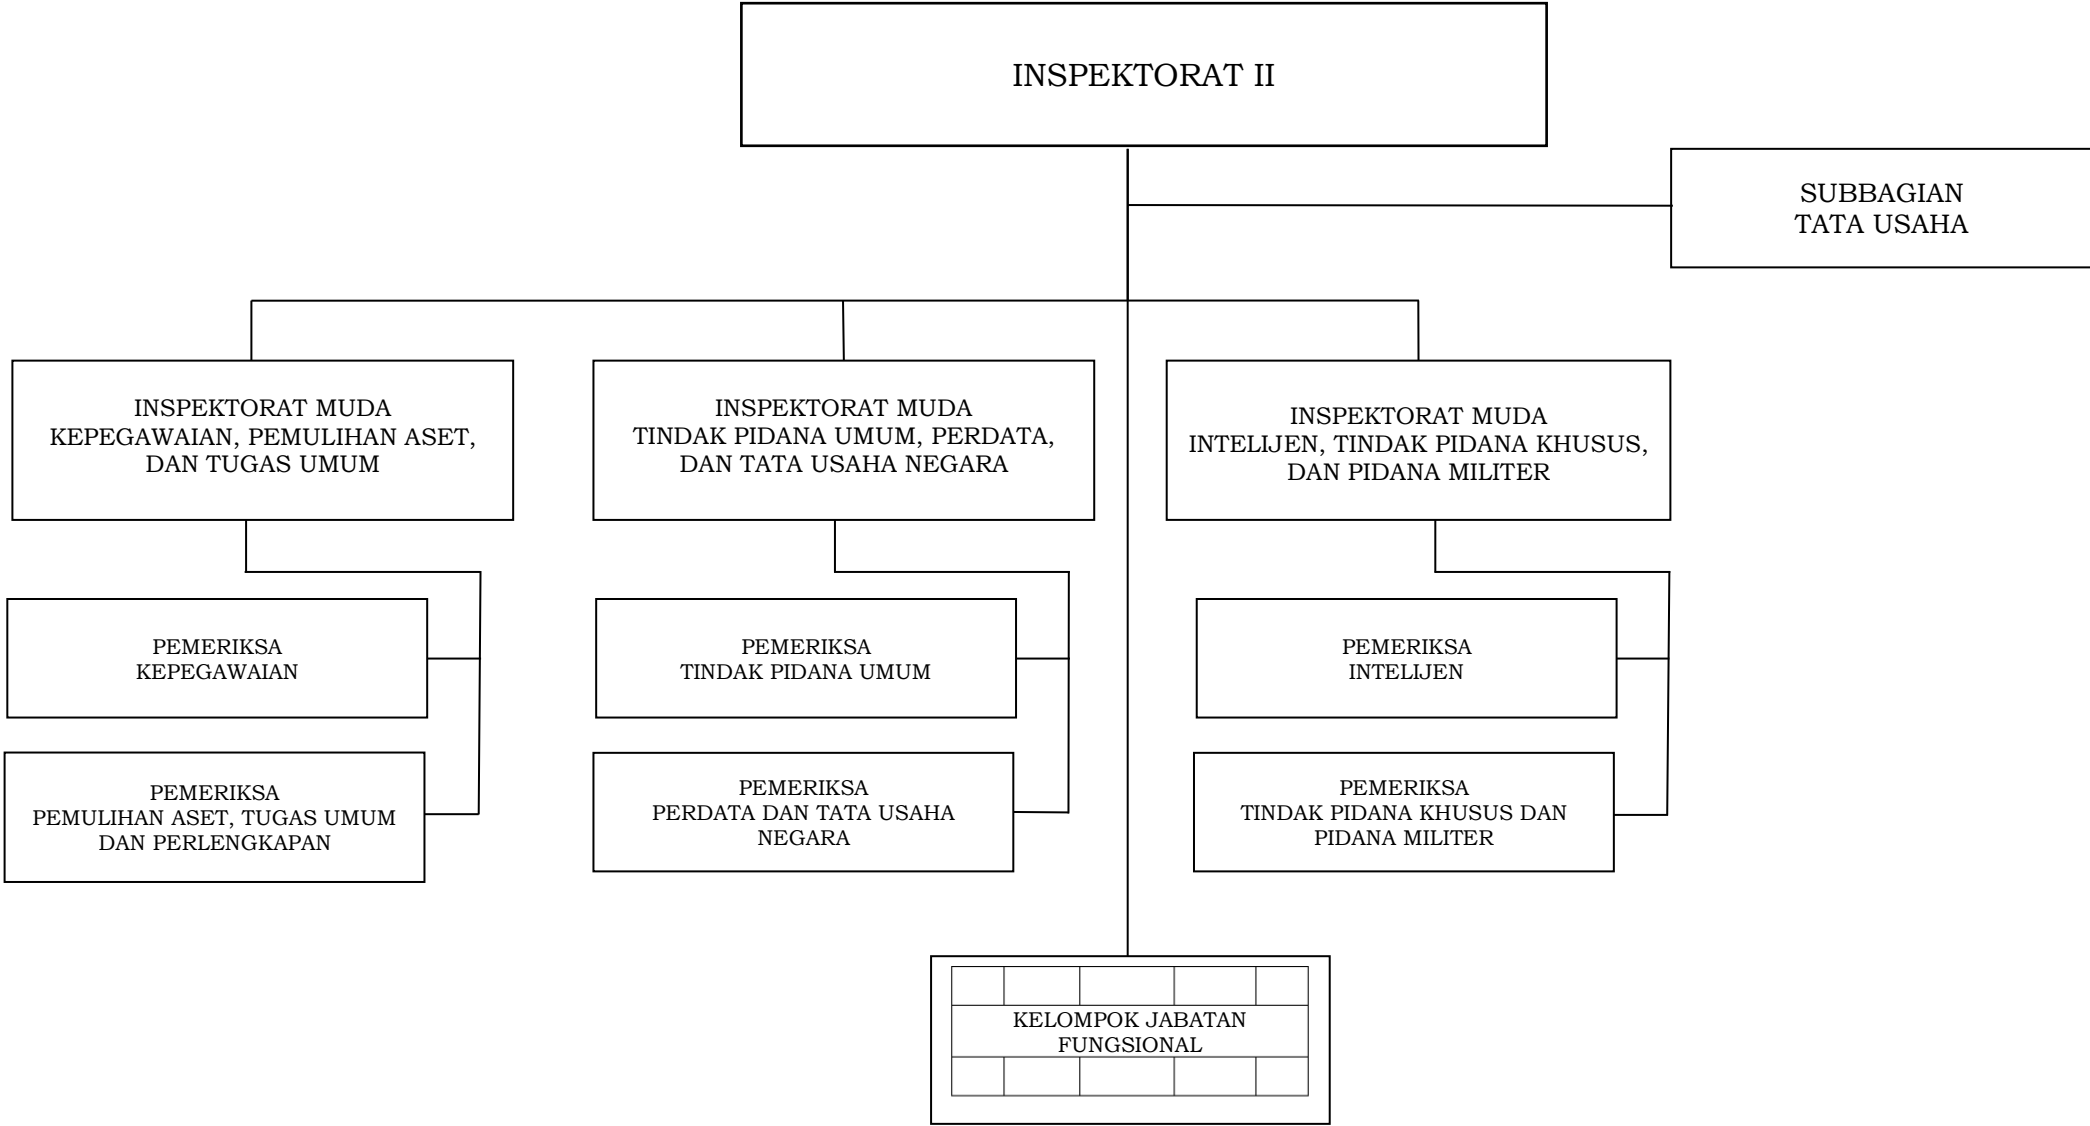 INSPEKTORAT II
SUBBAGIAN
TATA USAHA
INSPEKTORAT MUDA
KEPEGAWAIAN, PEMULIHAN ASET,
DAN TUGAS UMUM
INSPEKTORAT MUDA
TINDAK PIDANA UMUM, PERDATA,
DAN TATA USAHA NEGARA
INSPEKTORAT MUDA
INTELIJEN, TINDAK PIDANA KHUSUS,
DAN PIDANA MILITER
PEMERIKSA
KEPEGAWAIAN
PEMERIKSA
TINDAK PIDANA UMUM
PEMERIKSA
INTELIJEN
PEMERIKSA
PEMULIHAN ASET, TUGAS UMUM
DAN PERLENGKAPAN
PEMERIKSA
PERDATA DAN TATA USAHA
NEGARA
PEMERIKSA
TINDAK PIDANA KHUSUS DAN
PIDANA MILITER
KELOMPOK JABATAN
FUNGSIONAL